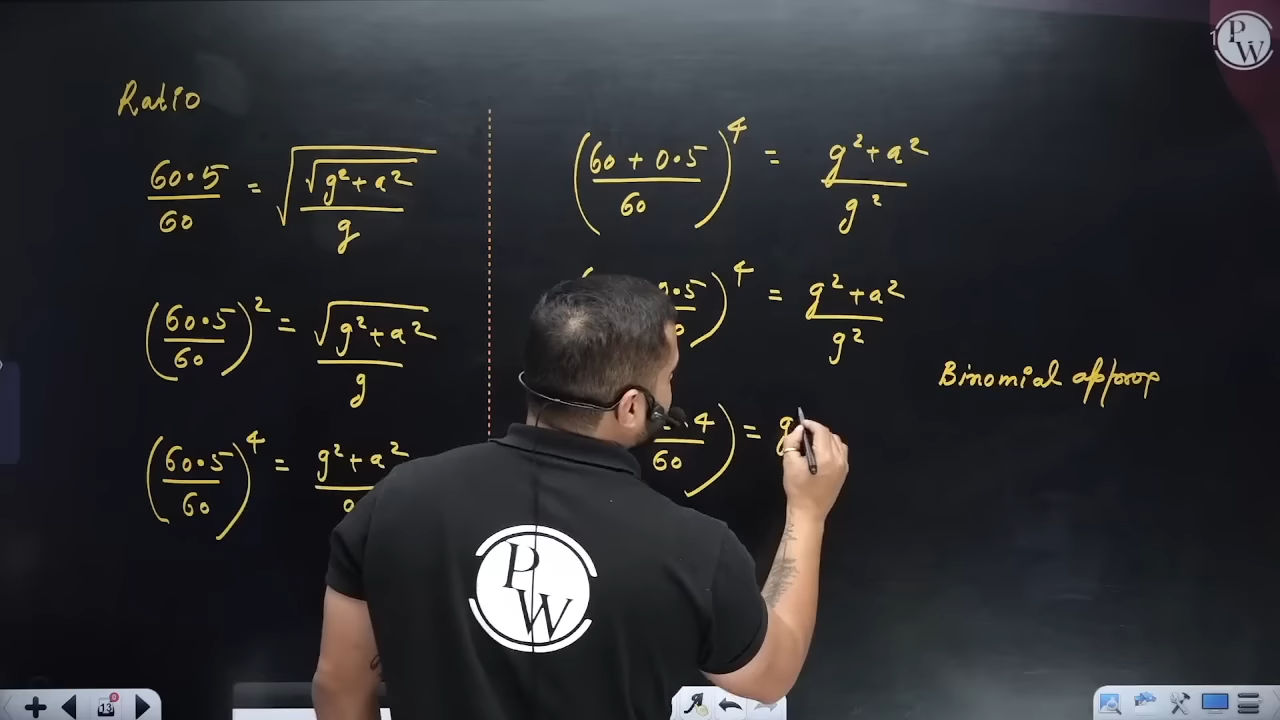 Ratio
60.5/60 = √(√(g²+a²)/g)
(60.5/60)² = √(g²+a²)/g
(60.5/60)⁴ = g²+a²
((60+0.5)/60)⁴ = (g²+a²)/g²
)⁴ = (g²+a²)/g²
60) = g
Binomial approx
PW
PW
13